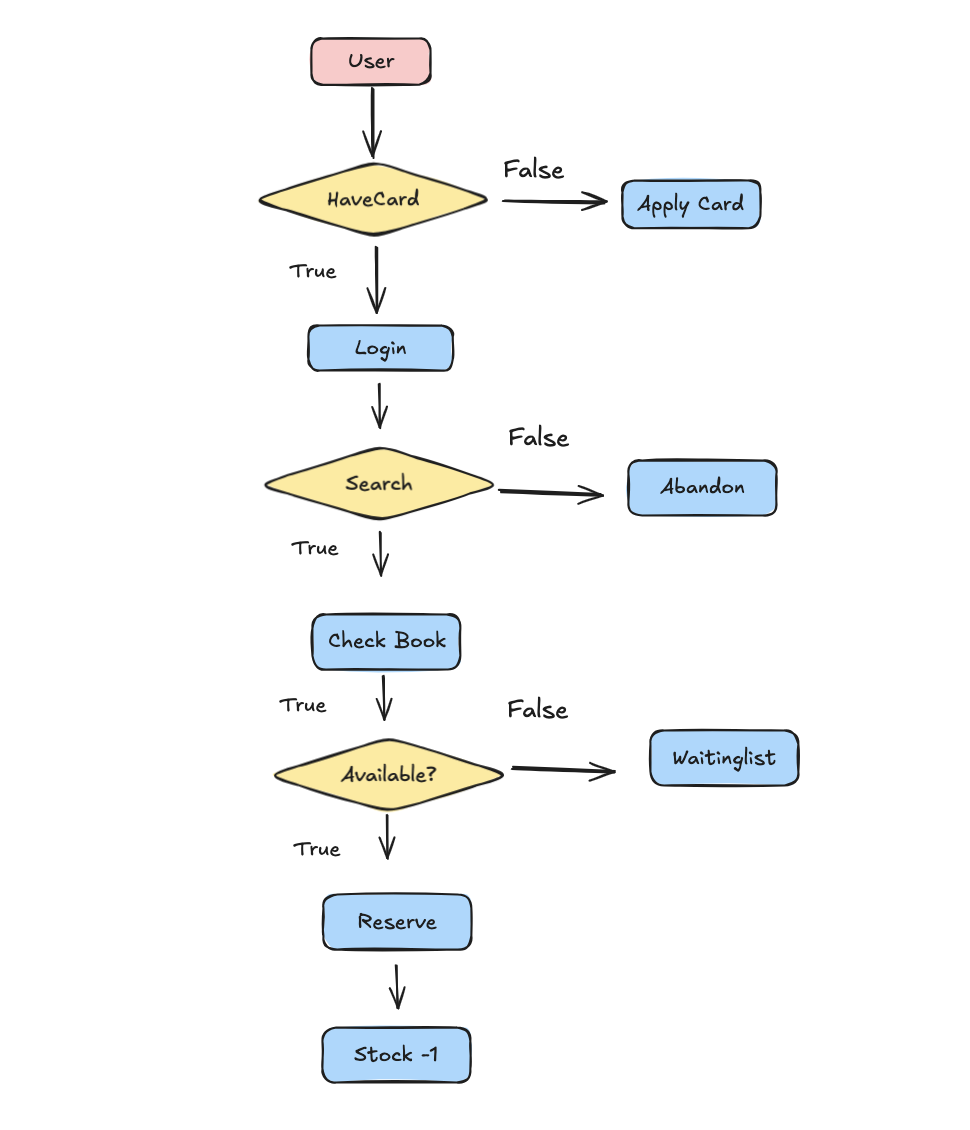 User
HaveCard
False
Apply Card
True
Login
False
Search
Abandon
True
Check Book
True
False
Available?
Waitinglist
True
Reserve
Stock -1